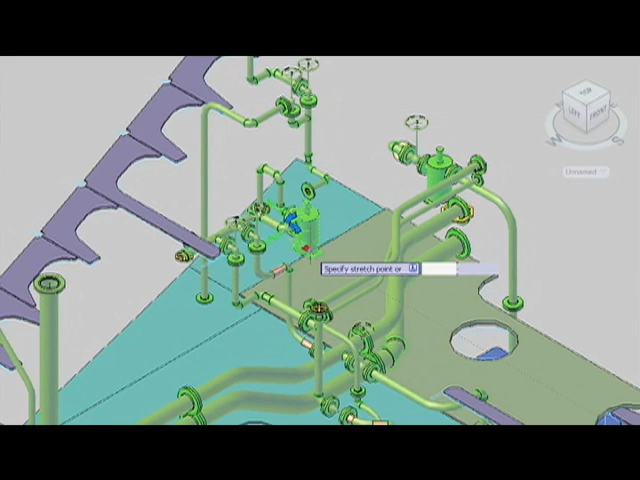 TOP
LEFT
FRONT
W
S
Unnamed
Specify stretch point or